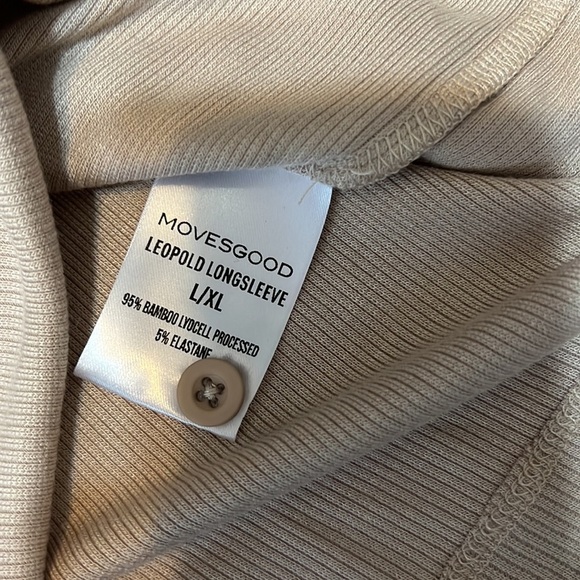 MOVESGOOD
LEOPOLD LONGSLEEVE
L/XL
95% BAMBOO LYOCELL PROCESSED
5% ELASTANE